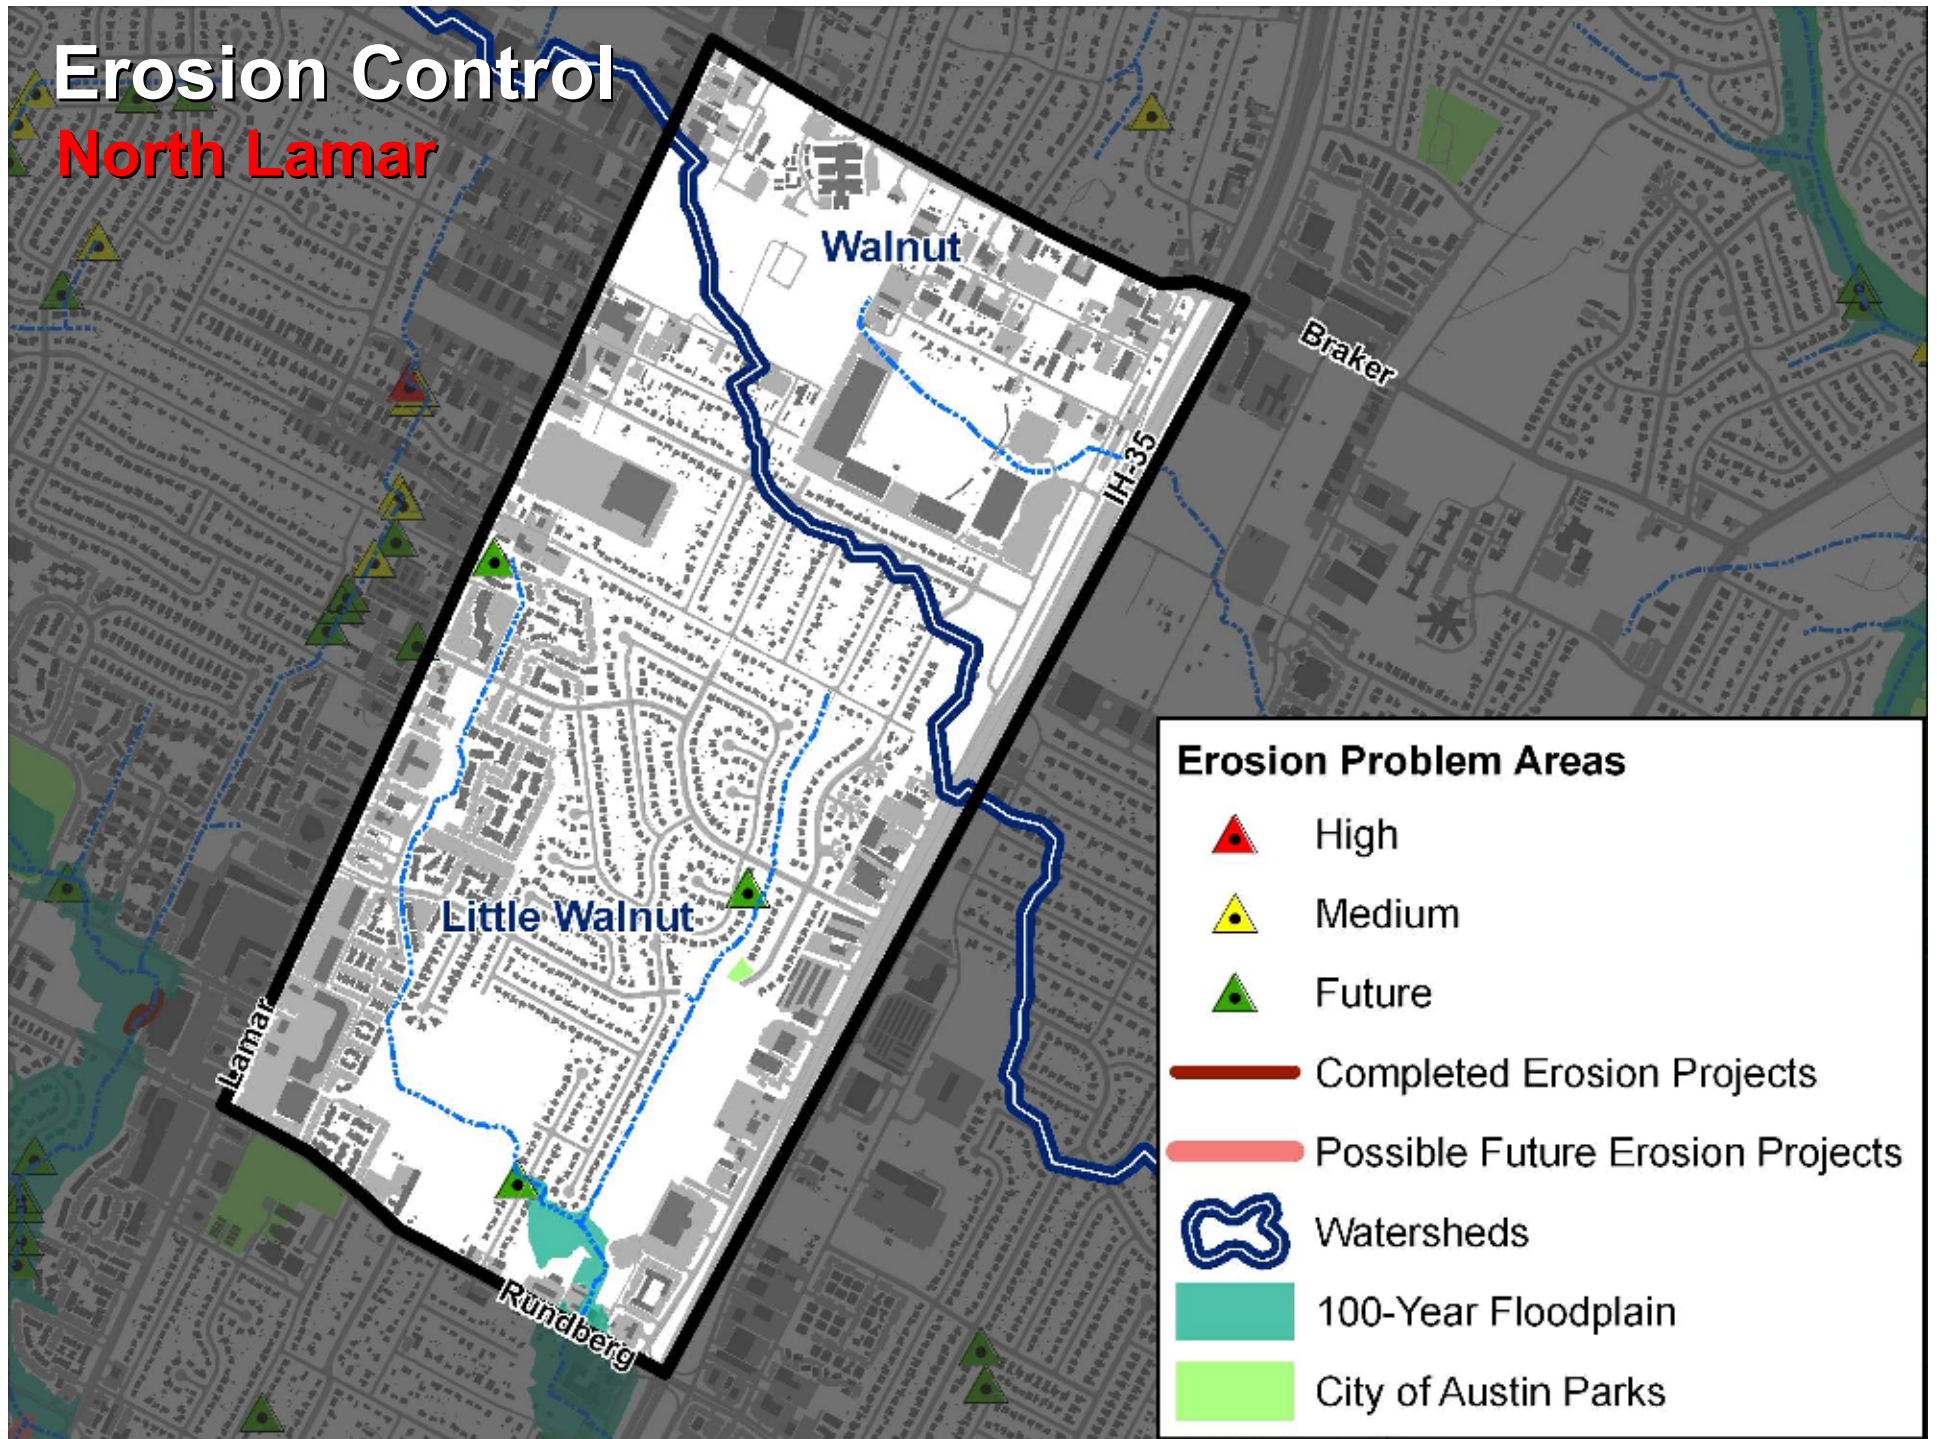 Erosion Control
North Lamar
Walnut
Braker
IH-35
Little Walnut
Lamar
Rundberg
Erosion Problem Areas
High
Medium
Future
Completed Erosion Projects
Possible Future Erosion Projects
Watersheds
100-Year Floodplain
City of Austin Parks